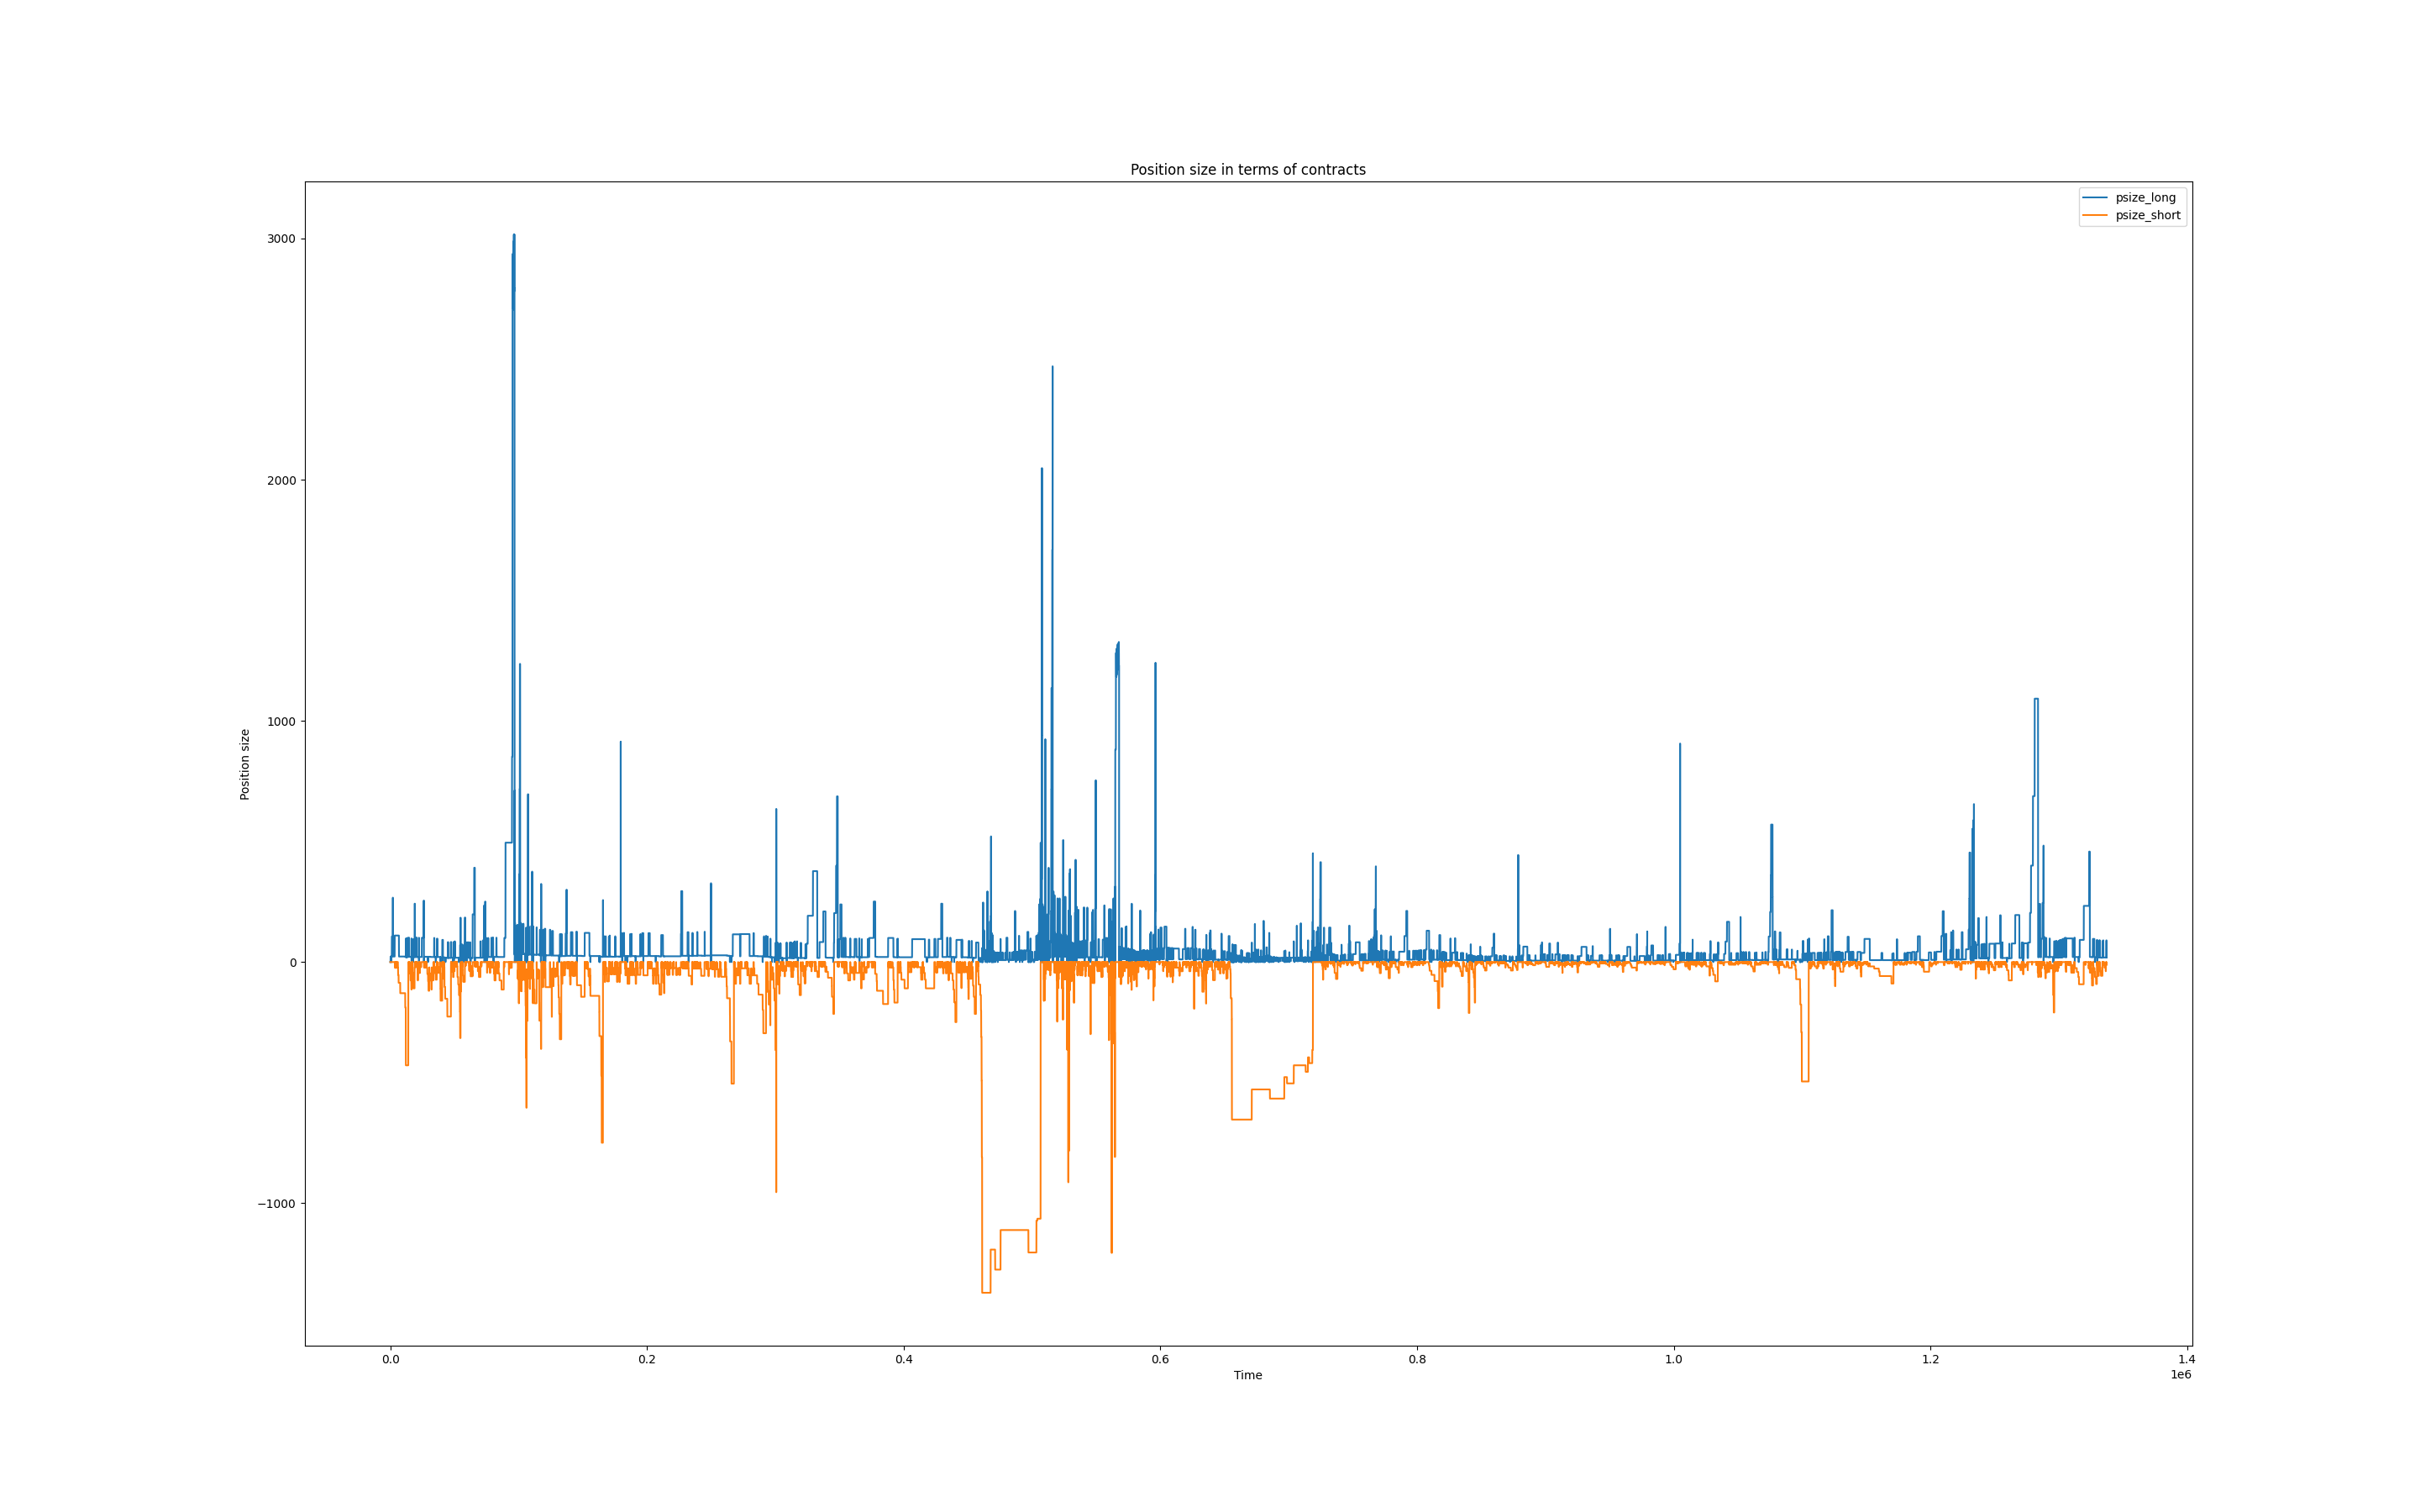 Position size in terms of contracts
psize_long
psize_short
3000
2000
1000
0
−1000
Position size
0.0 0.2 0.4 0.6 0.8 1.0 1.2 1.4
1e6
Time